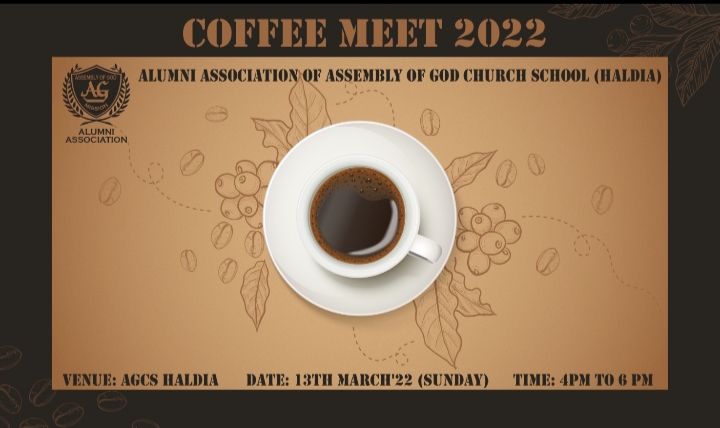 COFFEE MEET 2022
ALUMNI ASSOCIATION OF ASSEMBLY OF GOD CHURCH SCHOOL (HALDIA)
ASSEMBLY OF GOD
AG
MISSION
ALUMNI
ASSOCIATION
VENUE: AGCS HALDIA DATE: 13TH MARCH'22 (SUNDAY) TIME: 4PM TO 6 PM